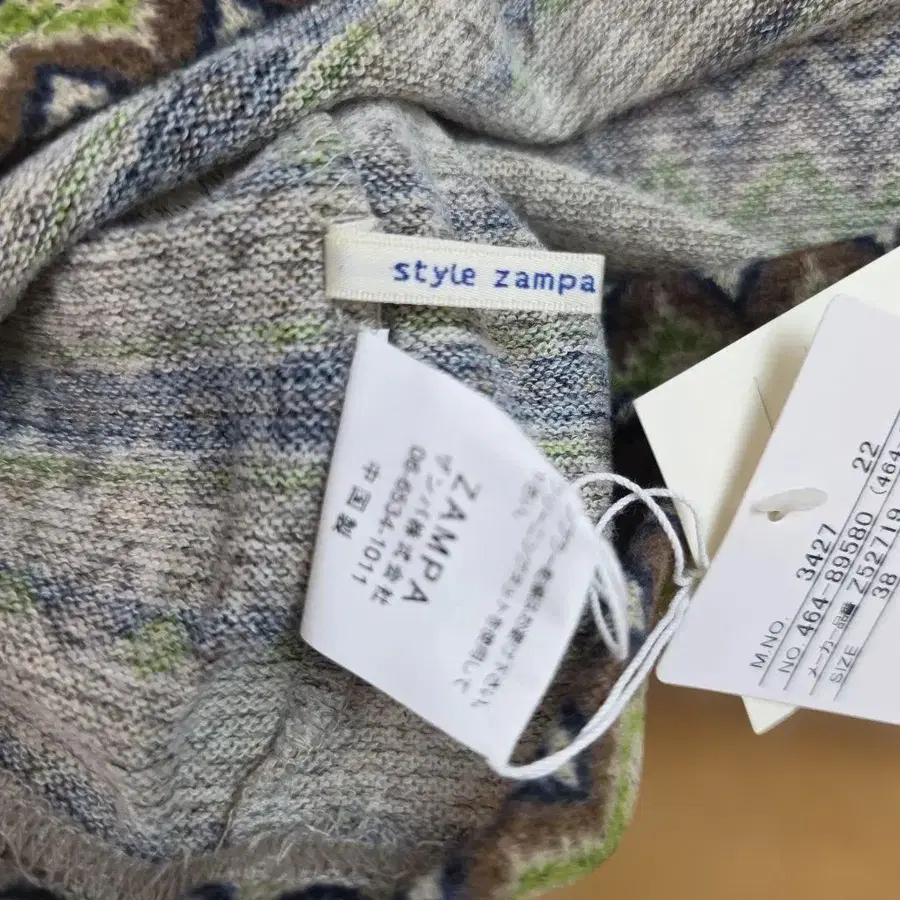 style zampa
ZAMPA
ザンパ株式会社
06-6534-1011
中国製
M.NO. 3427 22
NO. 464-89580 (464-
メーカー品番 Z52719
SIZE 38